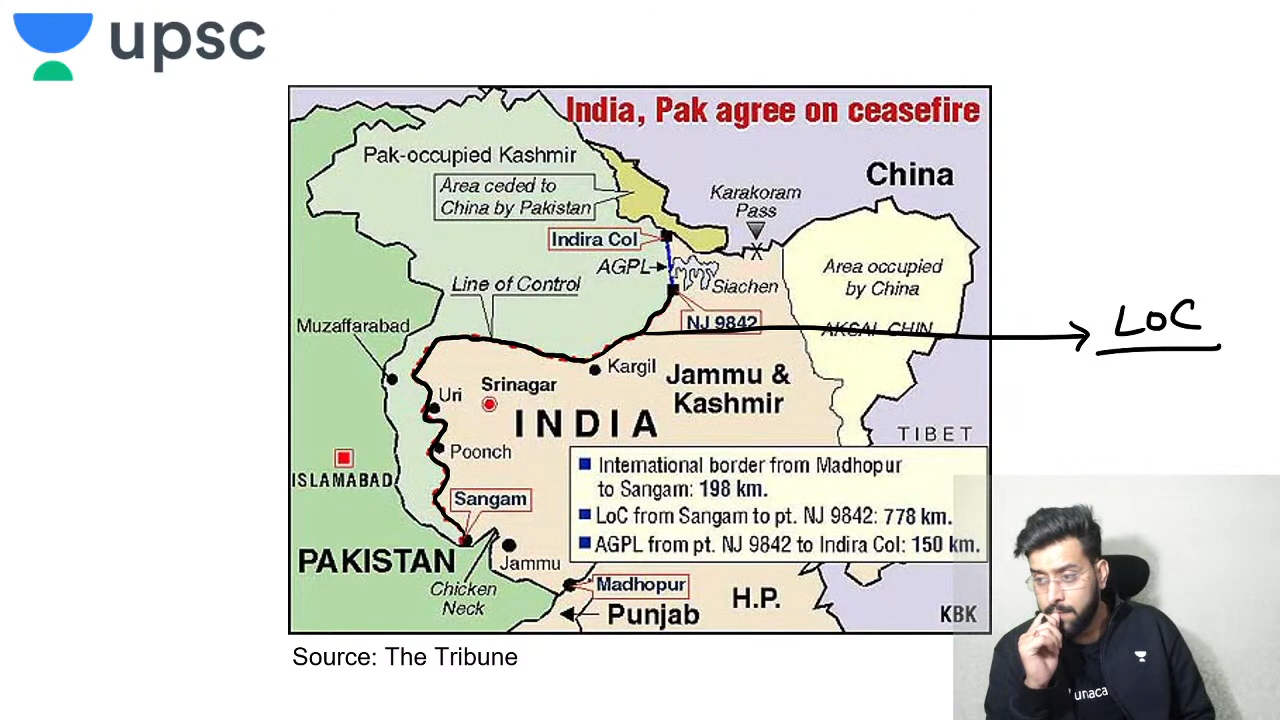 upsc
India, Pak agree on ceasefire
Pak-occupied Kashmir
China
Area ceded to
China by Pakistan
Karakoram
Pass
Indira Col
AGPL
Area occupied
by China
Line of Control
Siachen
NJ 9842
AKSAI CHIN
LOC
Muzaffarabad
Kargil
Jammu &
Kashmir
Uri
Srinagar
INDIA
TIBET
Poonch
ISLAMABAD
Sangam
International border from Madhopur
to Sangam: 198 km.
LoC from Sangam to pt. NJ 9842: 778 km.
AGPL from pt. NJ 9842 to Indira Col: 150 km.
PAKISTAN
Jammu
Chicken
Neck
Madhopur
H.P.
Punjab
KBK
Source: The Tribune
unaca